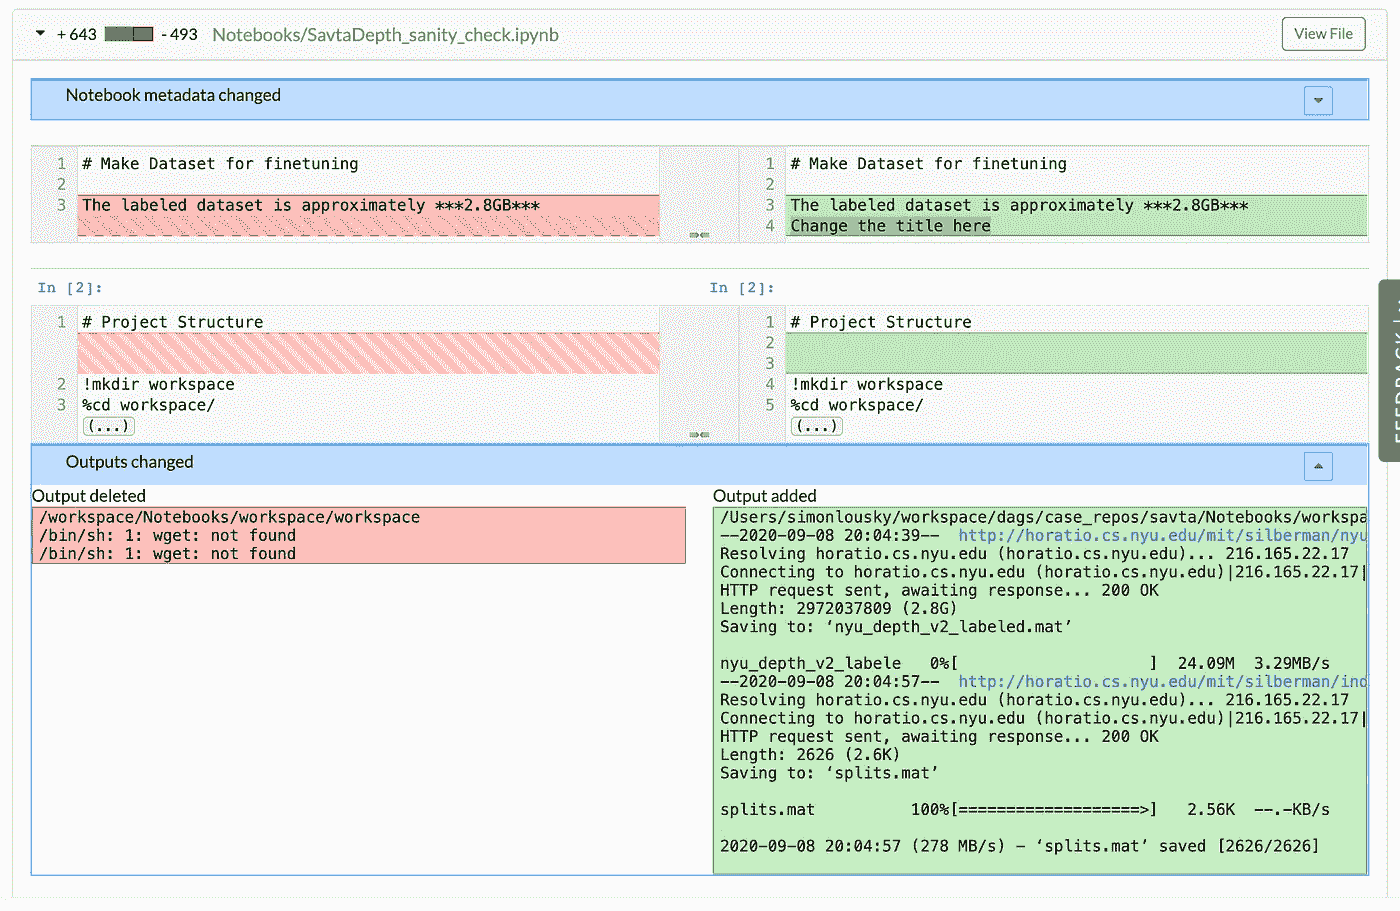 +643 -493 Notebooks/SavtaDepth_sanity_check.ipynb View File
Notebook metadata changed
1 # Make Dataset for finetuning
2
3 The labeled dataset is approximately ***2.8GB***
1 # Make Dataset for finetuning
2
3 The labeled dataset is approximately ***2.8GB***
4 Change the title here
In [2]:
1 # Project Structure
2 !mkdir workspace
3 %cd workspace/
(...)
In [2]:
1 # Project Structure
2
3
4 !mkdir workspace
5 %cd workspace/
(...)
Outputs changed
Output deleted
/workspace/Notebooks/workspace/workspace
/bin/sh: 1: wget: not found
/bin/sh: 1: wget: not found
Output added
/Users/simonlousky/workspace/dags/case_repos/savta/Notebooks/workspa
--2020-09-08 20:04:39-- http://horatio.cs.nyu.edu/mit/silberman/nyu
Resolving horatio.cs.nyu.edu (horatio.cs.nyu.edu)... 216.165.22.17
Connecting to horatio.cs.nyu.edu (horatio.cs.nyu.edu)|216.165.22.17|
HTTP request sent, awaiting response... 200 OK
Length: 2972037809 (2.8G)
Saving to: ‘nyu_depth_v2_labeled.mat’
nyu_depth_v2_labele 0%[ ] 24.09M 3.29MB/s
--2020-09-08 20:04:57-- http://horatio.cs.nyu.edu/mit/silberman/ind
Resolving horatio.cs.nyu.edu (horatio.cs.nyu.edu)... 216.165.22.17
Connecting to horatio.cs.nyu.edu (horatio.cs.nyu.edu)|216.165.22.17|
HTTP request sent, awaiting response... 200 OK
Length: 2626 (2.6K)
Saving to: ‘splits.mat’
splits.mat 100%[===================>] 2.56K --.-KB/s
2020-09-08 20:04:57 (278 MB/s) - ‘splits.mat’ saved [2626/2626]
FEEDBACK